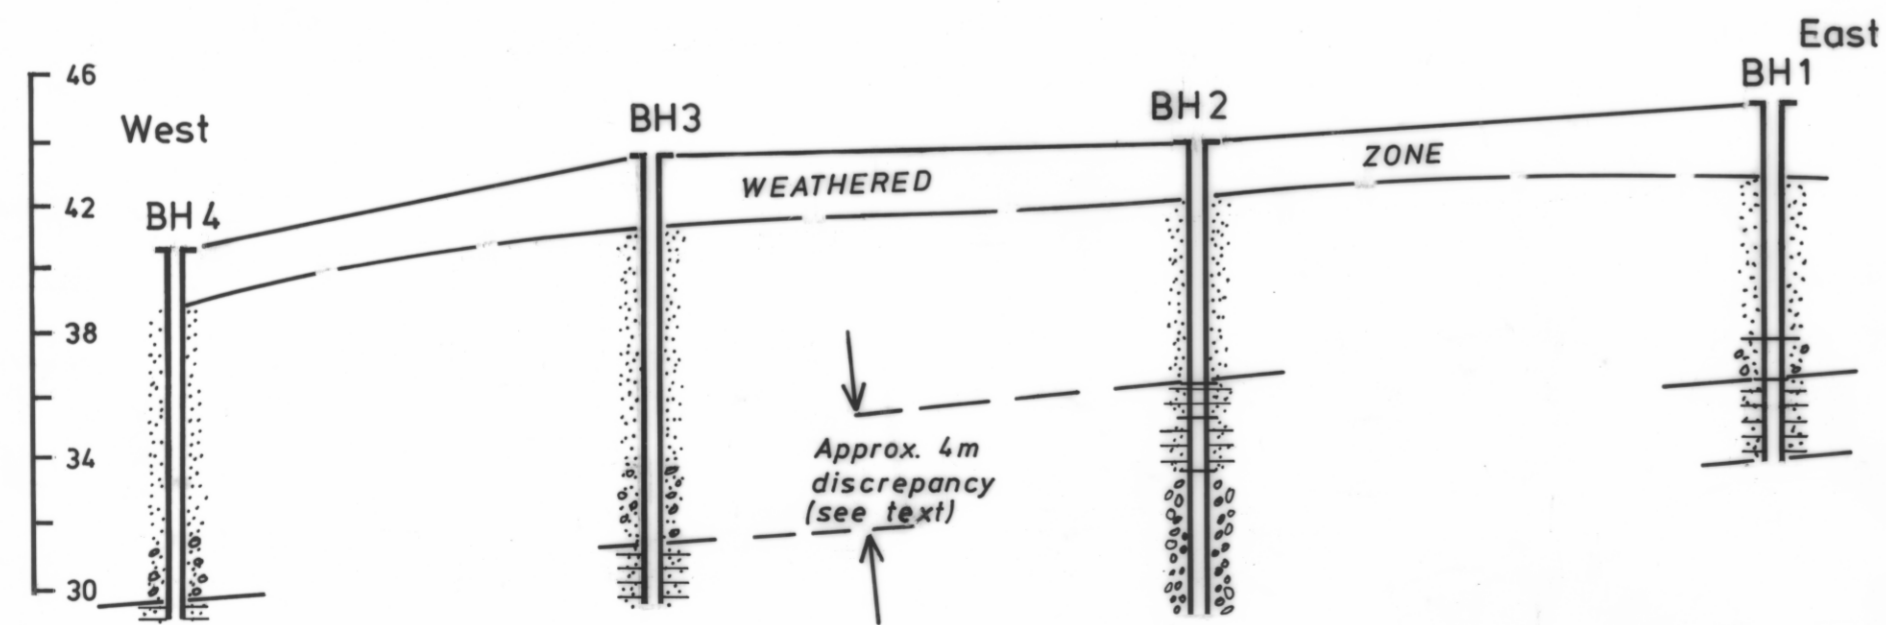 East
46
BH1
BH2
BH3
West
ZONE
WEATHERED
42
BH4
38
Approx. 4m
discrepancy
(see text)
34
30